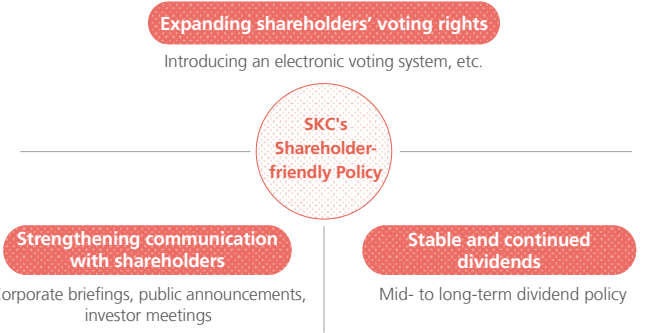 Expanding shareholders’ voting rights
Introducing an electronic voting system, etc.
SKC's
Shareholder-
friendly Policy
Strengthening communication
with shareholders
Corporate briefings, public announcements,
investor meetings
Stable and continued
dividends
Mid- to long-term dividend policy